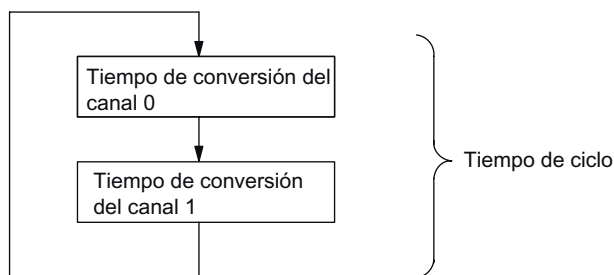 Tiempo de conversión del
canal 0
Tiempo de conversión
del canal 1
Tiempo de ciclo